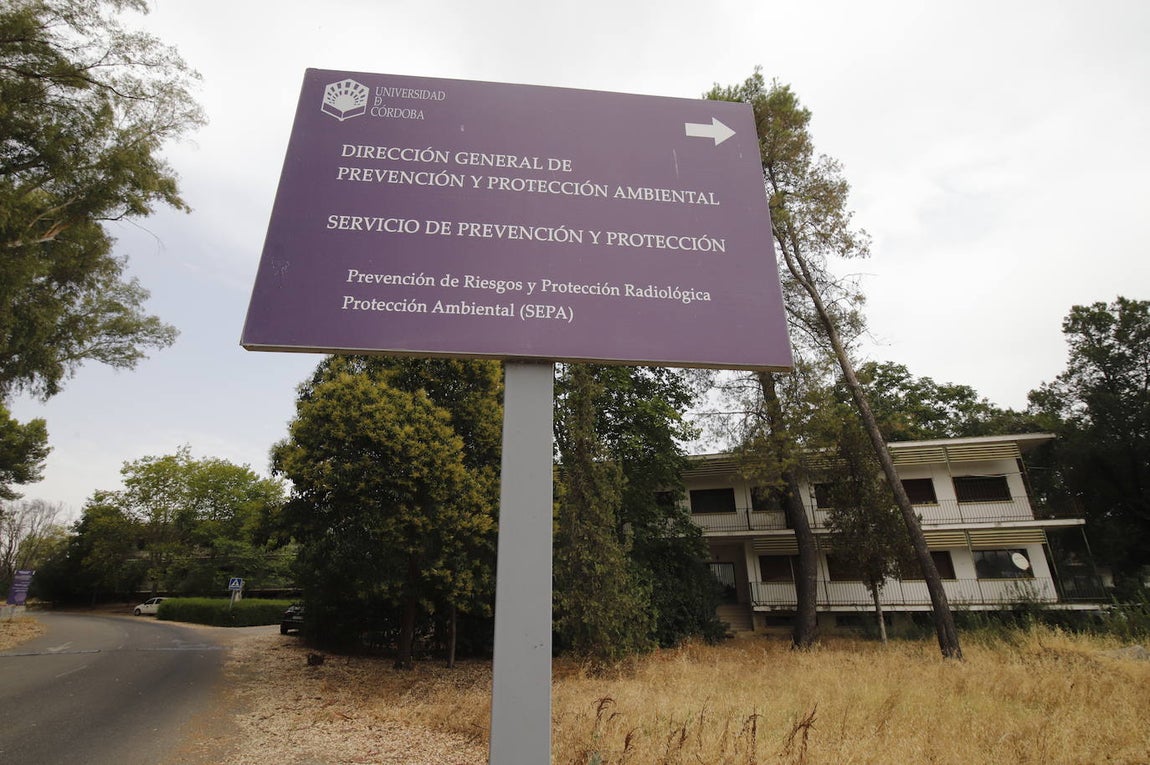 UNIVERSIDAD
DE
CÓRDOBA
DIRECCIÓN GENERAL DE
PREVENCIÓN Y PROTECCIÓN AMBIENTAL
SERVICIO DE PREVENCIÓN Y PROTECCIÓN
Prevención de Riesgos y Protección Radiológica
Protección Ambiental (SEPA)